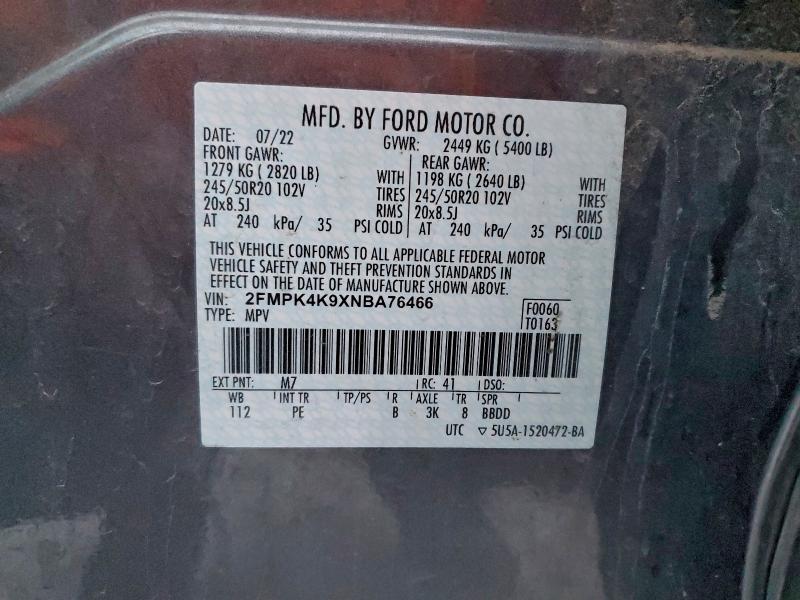 MFD. BY FORD MOTOR CO.
DATE: 07/22 GVWR: 2449 KG ( 5400 LB)
FRONT GAWR: REAR GAWR:
1279 KG ( 2820 LB) WITH 1198 KG ( 2640 LB) WITH
245/50R20 102V TIRES 245/50R20 102V TIRES
20x8.5J RIMS 20x8.5J RIMS
AT 240 kPa/ 35 PSI COLD AT 240 kPa/ 35 PSI COLD
THIS VEHICLE CONFORMS TO ALL APPLICABLE FEDERAL MOTOR
VEHICLE SAFETY AND THEFT PREVENTION STANDARDS IN
EFFECT ON THE DATE OF MANUFACTURE SHOWN ABOVE.
VIN: 2FMPK4K9XNBA76466 F0060
TYPE: MPV T0163
EXT PNT: M7 RC: 41 DSO:
WB INT TR TP/PS R AXLE TR SPR
112 PE B 3K 8 BBDD
UTC ▽5U5A-1520472-BA